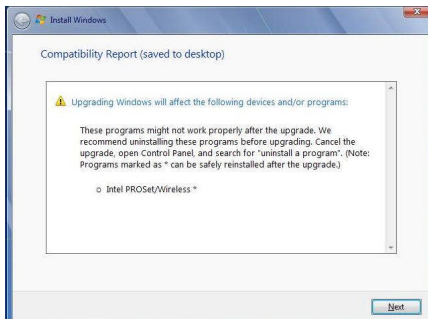 Install Windows
Compatibility Report (saved to desktop)
Upgrading Windows will affect the following devices and/or programs:
These programs might not work properly after the upgrade. We
recommend uninstalling these programs before upgrading. Cancel the
upgrade, open Control Panel, and search for "uninstall a program". (Note:
Programs marked as * can be safely reinstalled after the upgrade.)
o Intel PROSet/Wireless *
Next